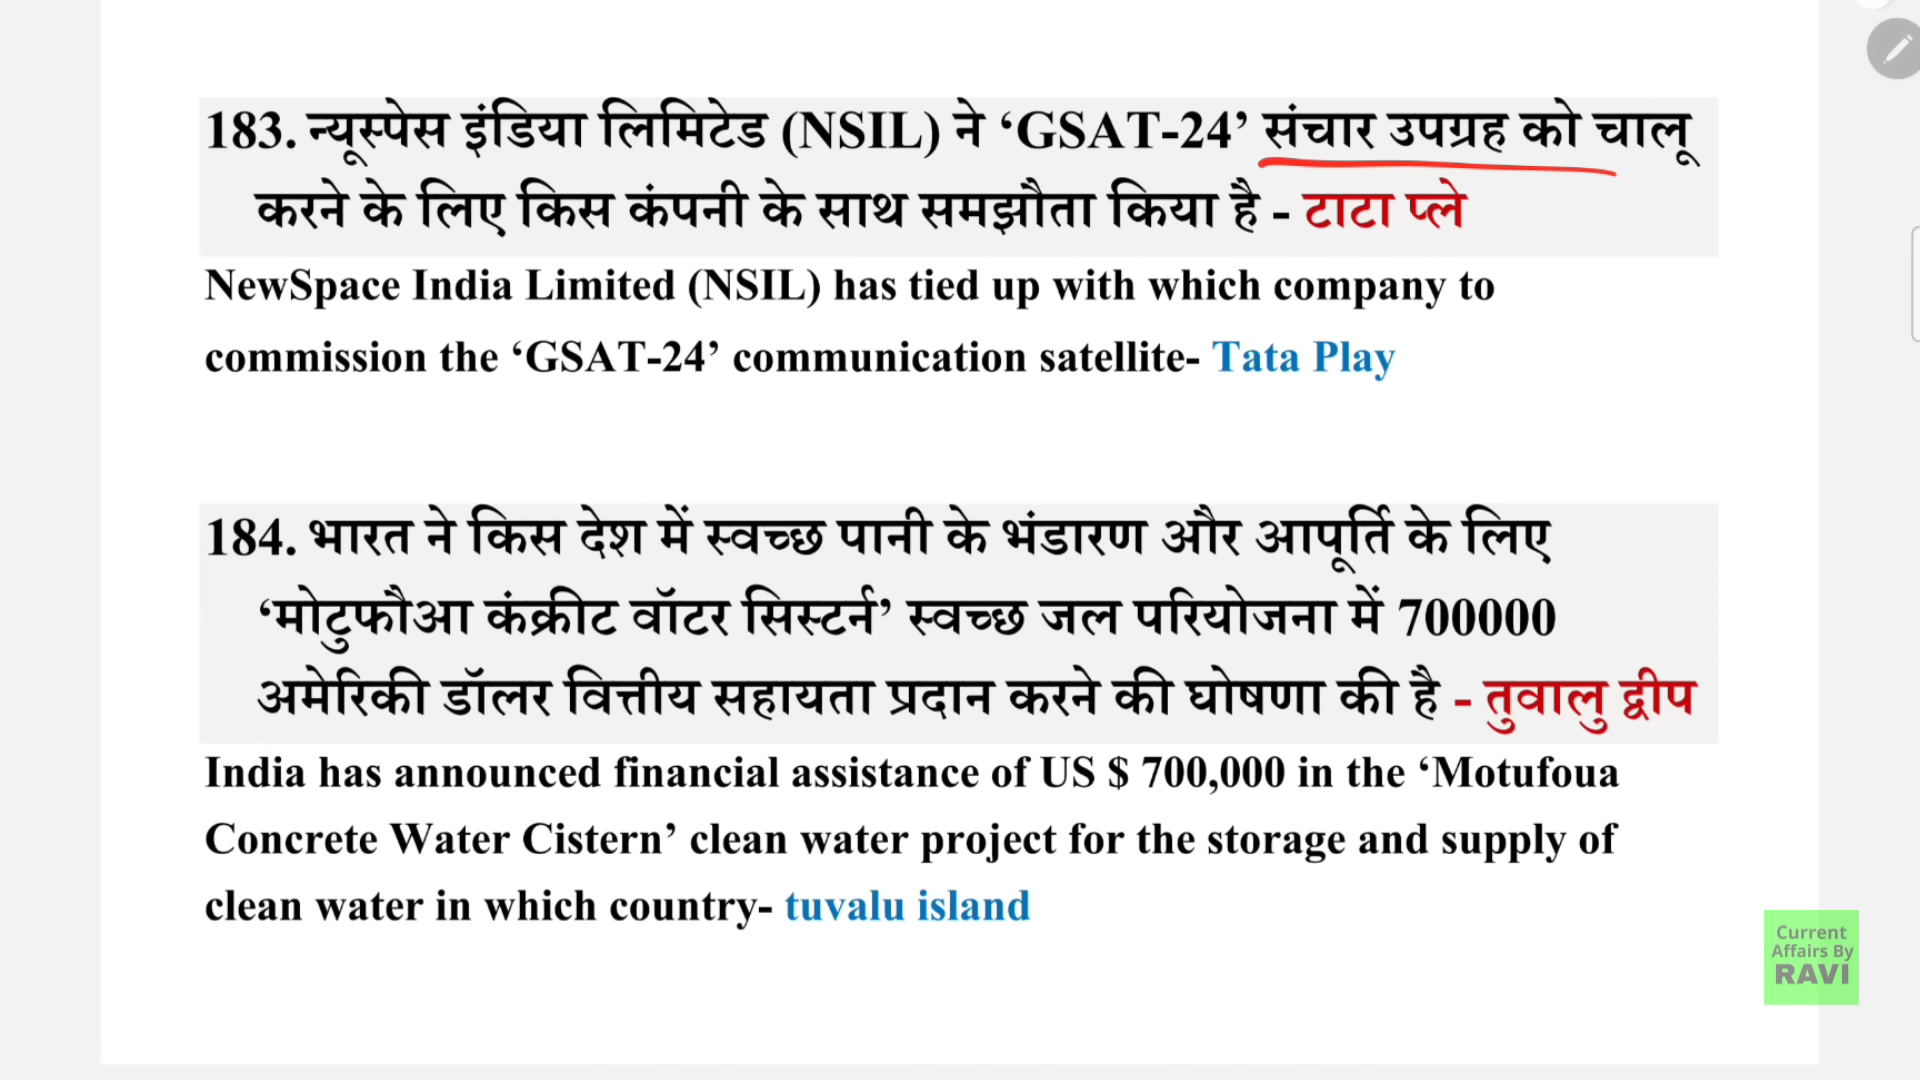 183. न्यूस्पेस इंडिया लिमिटेड (NSIL) ने ‘GSAT-24’ संचार उपग्रह को चालू
करने के लिए किस कंपनी के साथ समझौता किया है - टाटा प्ले
NewSpace India Limited (NSIL) has tied up with which company to
commission the ‘GSAT-24’ communication satellite- Tata Play
184. भारत ने किस देश में स्वच्छ पानी के भंडारण और आपूर्ति के लिए
‘मोटुफौआ कंक्रीट वॉटर सिस्टर्न’ स्वच्छ जल परियोजना में 700000
अमेरिकी डॉलर वित्तीय सहायता प्रदान करने की घोषणा की है - तुवालु द्वीप
India has announced financial assistance of US $ 700,000 in the ‘Motufoua
Concrete Water Cistern’ clean water project for the storage and supply of
clean water in which country- tuvalu island
Current
Affairs By
RAVI